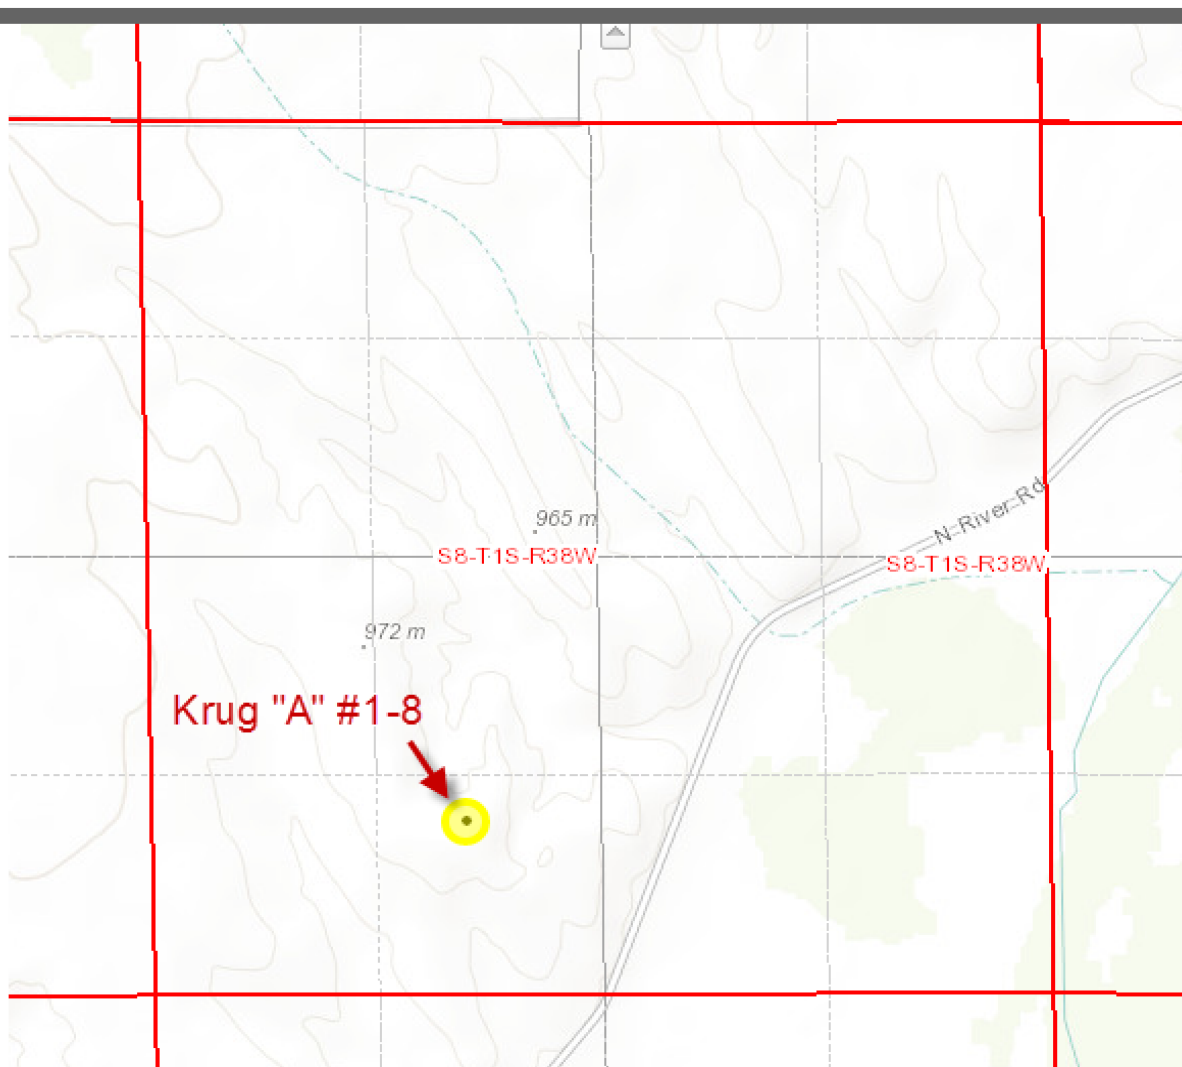 N River Rd
965 m
S8-T1S-R38W
S8-T1S-R38W
972 m
Krug "A" #1-8